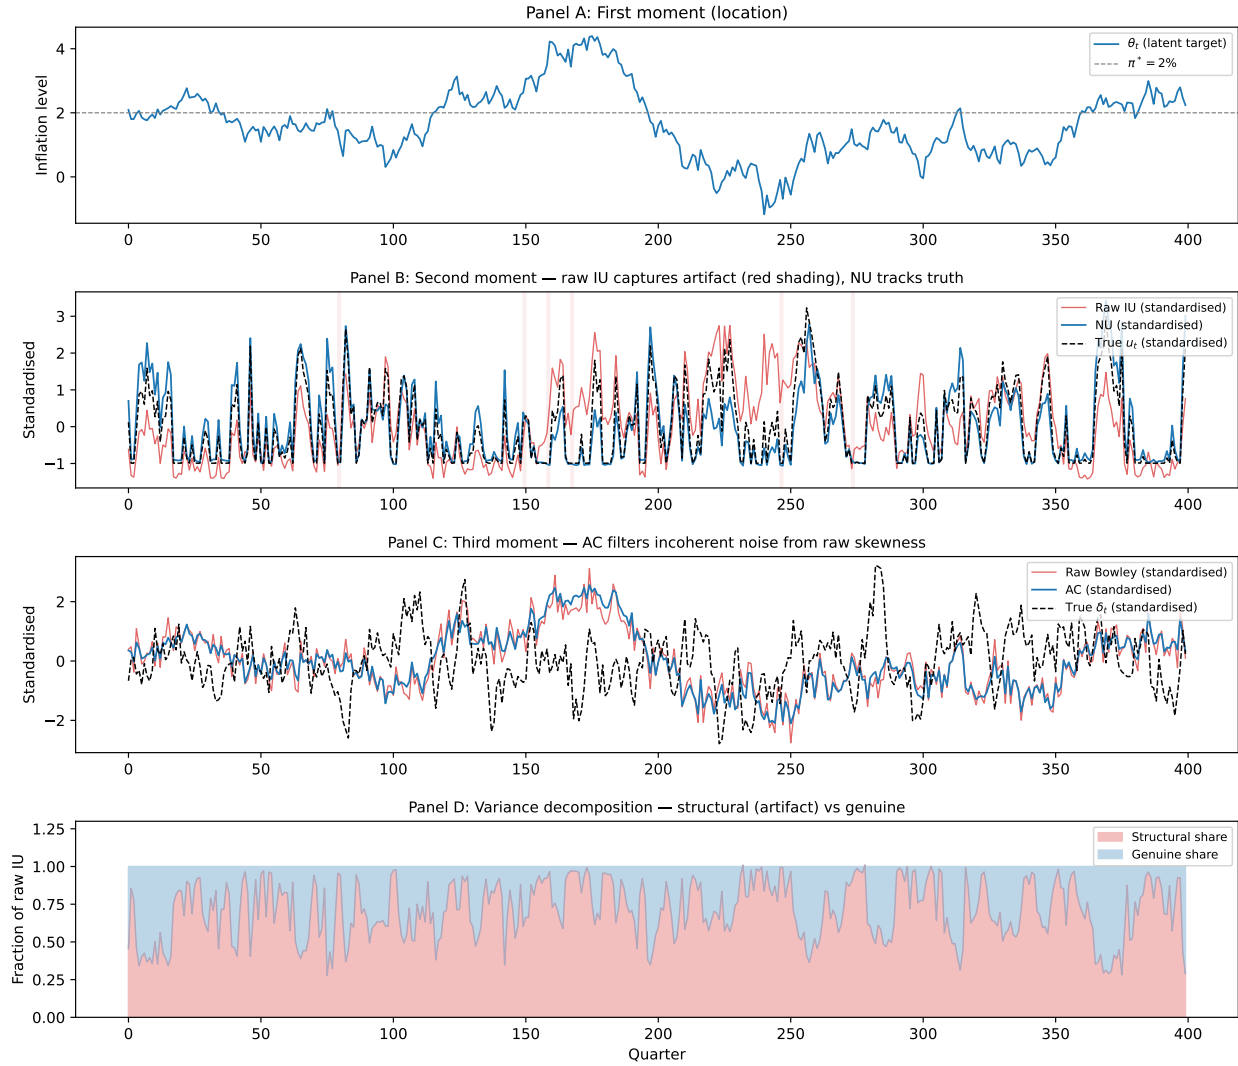 Panel A: First moment (location)
Inflation level
4
2
0
θt (latent target)
π* = 2%
0 50 100 150 200 250 300 350 400
Panel B: Second moment — raw IU captures artifact (red shading), NU tracks truth
Standardised
3
2
1
0
−1
Raw IU (standardised)
NU (standardised)
True ut (standardised)
0 50 100 150 200 250 300 350 400
Panel C: Third moment — AC filters incoherent noise from raw skewness
Standardised
2
0
−2
Raw Bowley (standardised)
AC (standardised)
True δt (standardised)
0 50 100 150 200 250 300 350 400
Panel D: Variance decomposition — structural (artifact) vs genuine
Fraction of raw IU
1.25
1.00
0.75
0.50
0.25
0.00
Structural share
Genuine share
0 50 100 150 200 250 300 350 400
Quarter